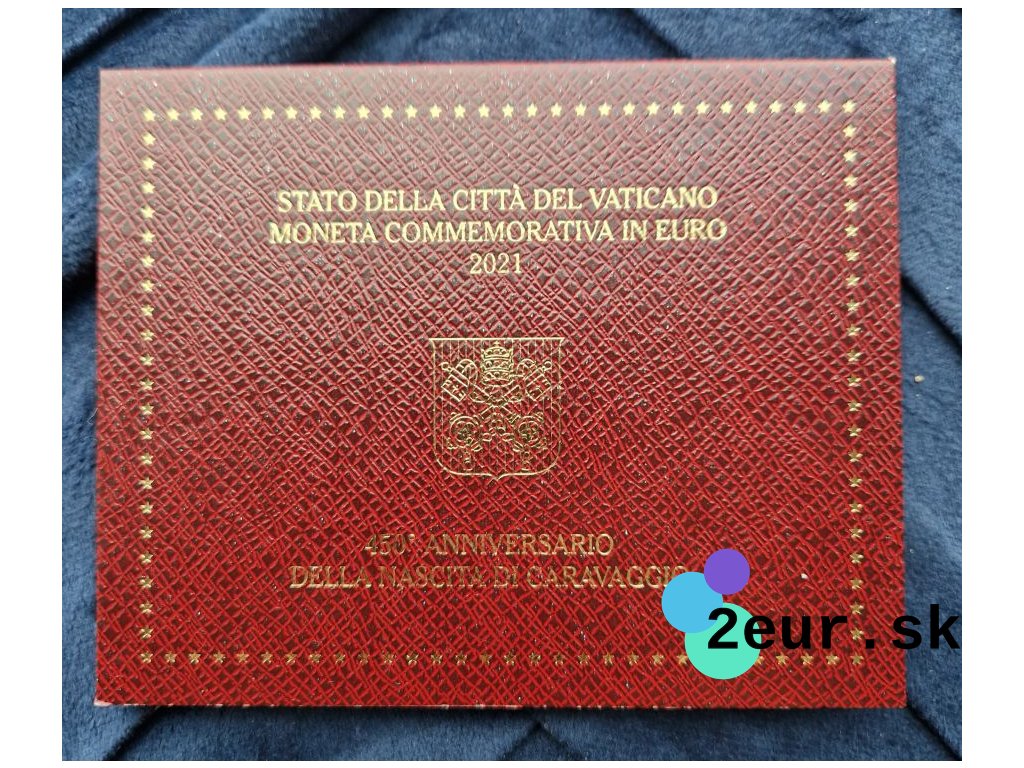 STATO DELLA CITTÀ DEL VATICANO
MONETA COMMEMORATIVA IN EURO
2021
450° ANNIVERSARIO
DELLA NASCITA DI CARAVAGGIO
2eur.sk